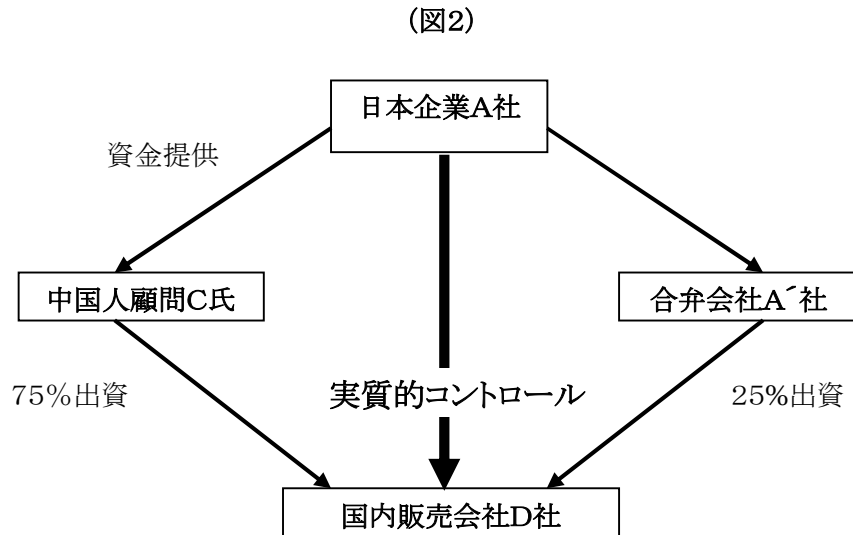 (図2)
日本企業A社
資金提供
中国人顧問C氏
合弁会社A´社
75%出資
実質的コントロール
25%出資
国内販売会社D社